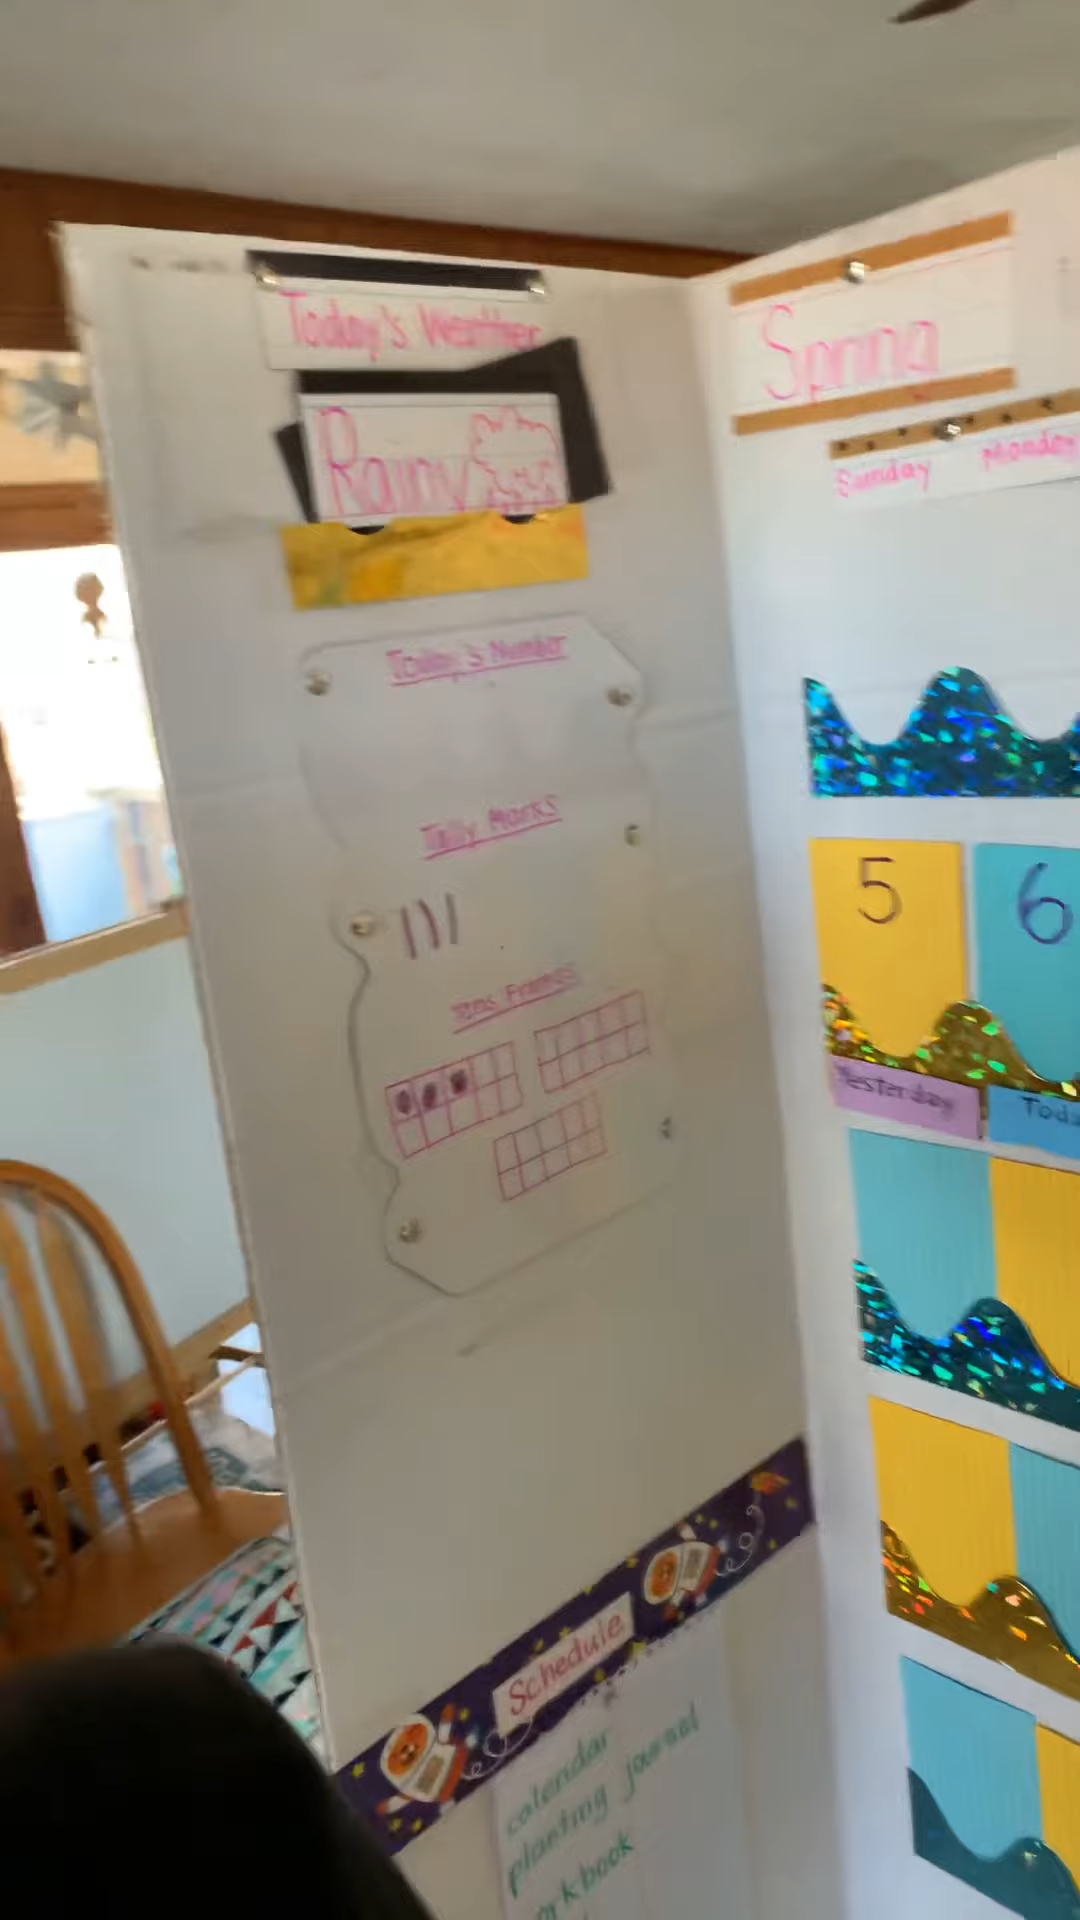 Today's Weather
Rainy
Today's Number
Tally Marks
Tens Frames
Schedule
calendar
planting journal
Spring
Sunday Monday
5 6
Yesterday